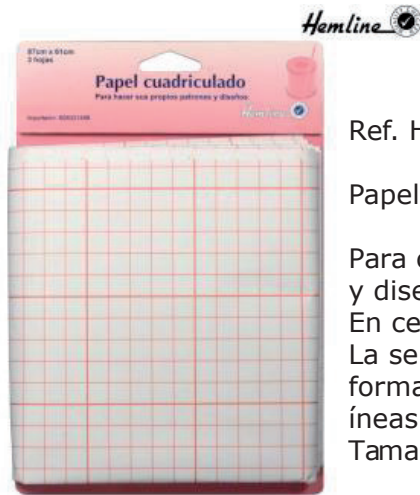 Hemline
87cm x 61cm
3 hojas
Papel cuadriculado
Para hacer sus propios patrones y diseños
Hemline
Ref. H
Papel
Para
y dise
En ce
La se
forma
íneas
Tama